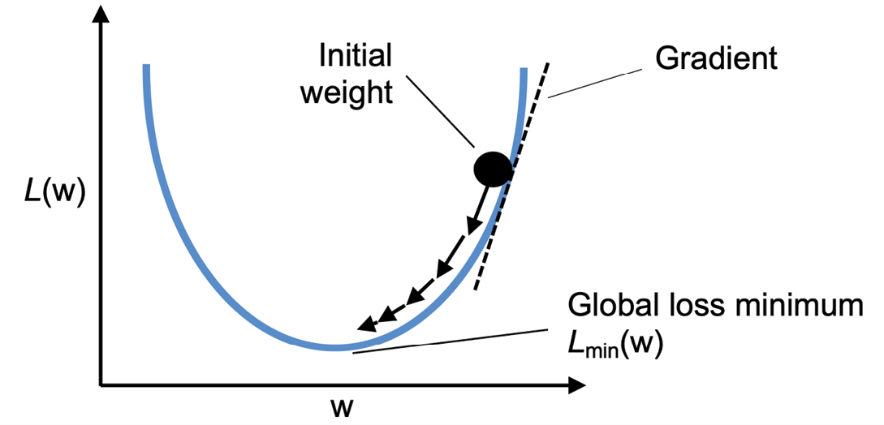 Initial
weight
Gradient
L(w)
Global loss minimum
Lmin(w)
w